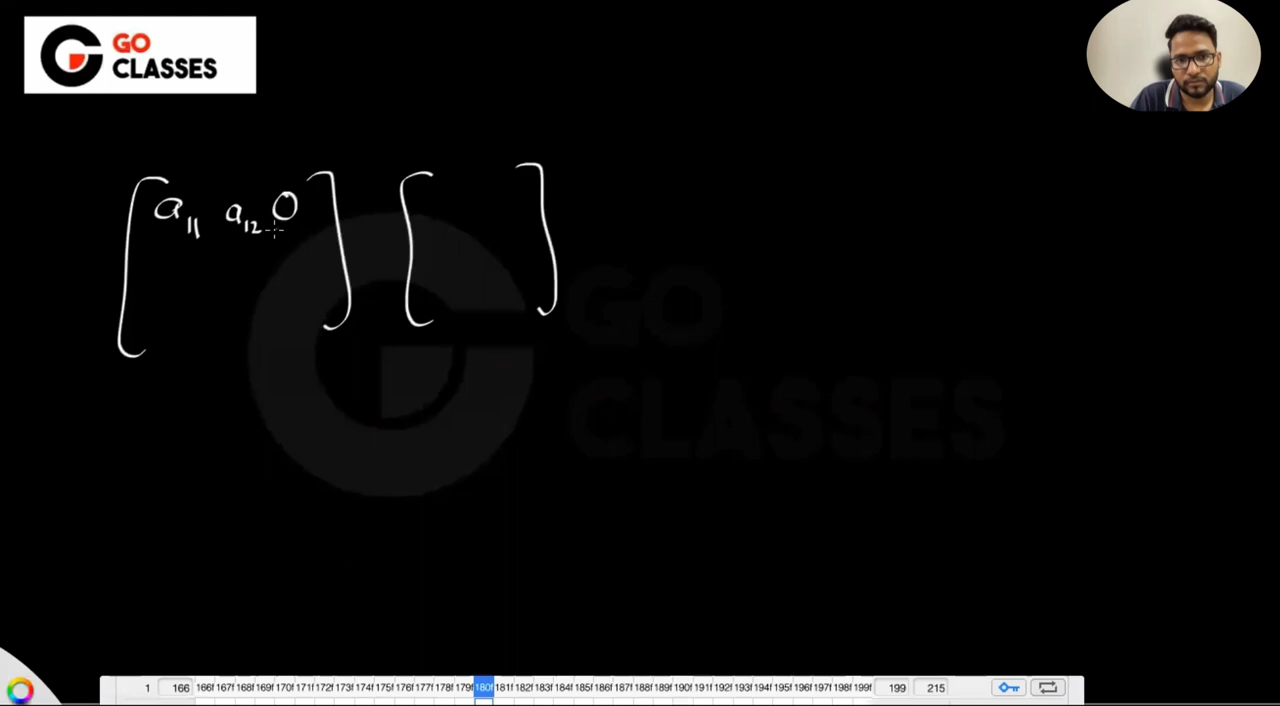 GO
CLASSES
a₁₁ a₁₂ 0
GO
CLASSES
1 166 166f 167f 168f 169f 170f 171f 172f 173f 174f 175f 176f 177f 178f 179f 180f 181f 182f 183f 184f 185f 186f 187f 188f 189f 190f 191f 192f 193f 194f 195f 196f 197f 198f 199f 199 215